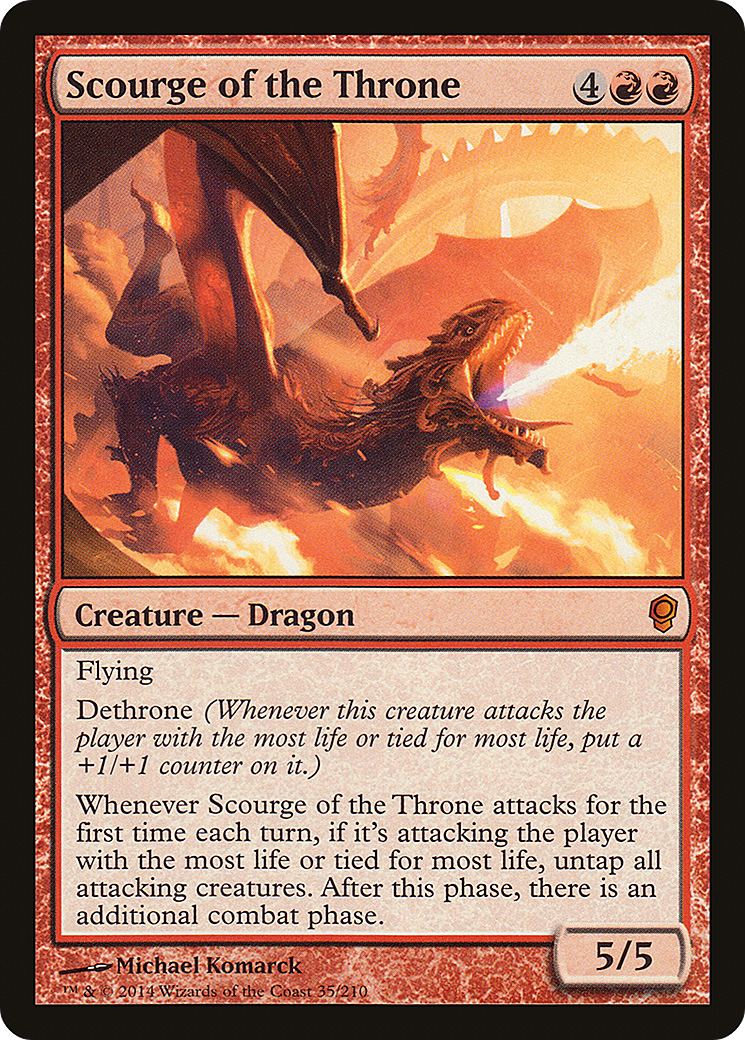 Scourge of the Throne 4
Creature — Dragon
Flying
Dethrone (Whenever this creature attacks the
player with the most life or tied for most life, put a
+1/+1 counter on it.)
Whenever Scourge of the Throne attacks for the
first time each turn, if it's attacking the player
with the most life or tied for most life, untap all
attacking creatures. After this phase, there is an
additional combat phase.
5/5
Michael Komarck
™ & © 2014 Wizards of the Coast 35/210